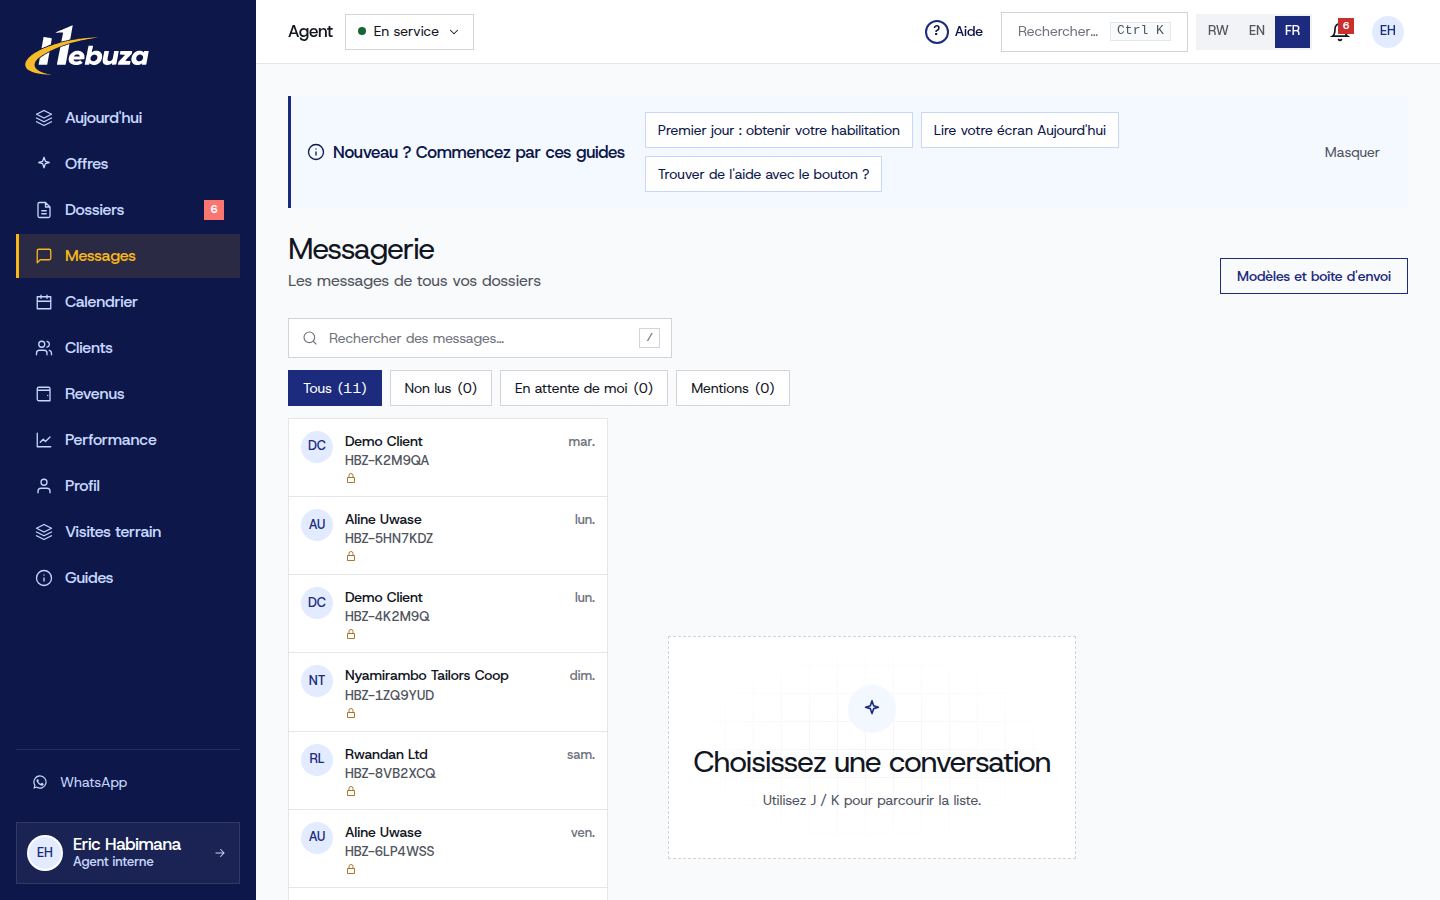 Hebuza
Agent
En service
? Aide
Rechercher... Ctrl K
RW EN FR
6
EH
Aujourd'hui
Offres
Dossiers 6
Messages
Calendrier
Clients
Revenus
Performance
Profil
Visites terrain
Guides
WhatsApp
EH Eric Habimana
Agent interne
Nouveau ? Commencez par ces guides
Premier jour : obtenir votre habilitation
Lire votre écran Aujourd'hui
Trouver de l'aide avec le bouton ?
Masquer
Messagerie
Les messages de tous vos dossiers
Modèles et boîte d'envoi
Rechercher des messages... /
Tous (11)
Non lus (0)
En attente de moi (0)
Mentions (0)
DC Demo Client mar.
HBZ-K2M9QA
AU Aline Uwase lun.
HBZ-5HN7KDZ
DC Demo Client lun.
HBZ-4K2M9Q
NT Nyamirambo Tailors Coop dim.
HBZ-1ZQ9YUD
RL Rwandan Ltd sam.
HBZ-8VB2XCQ
AU Aline Uwase ven.
HBZ-6LP4WSS
Choisissez une conversation
Utilisez J / K pour parcourir la liste.